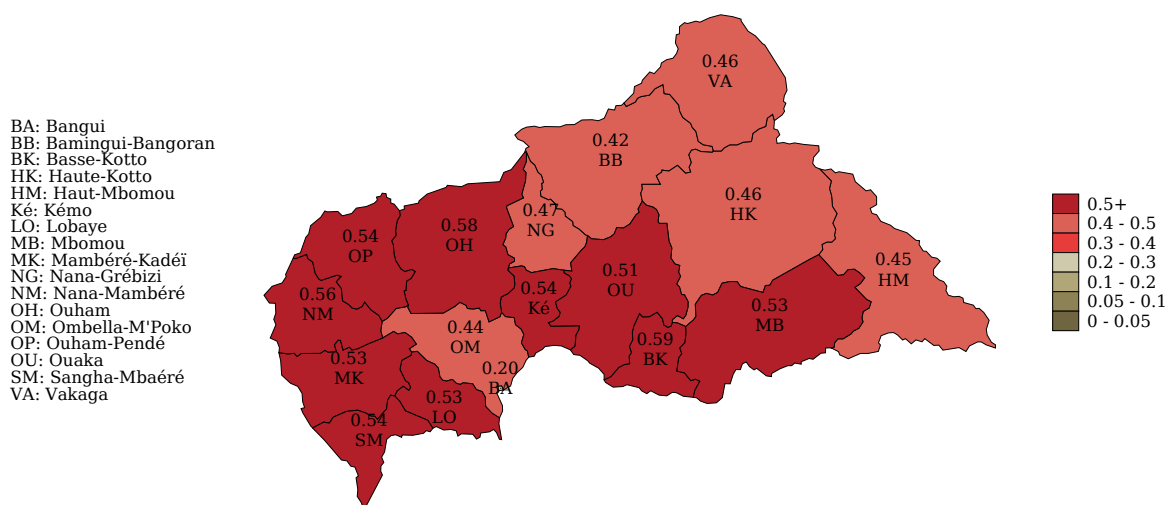 BA: Bangui
BB: Bamingui-Bangoran
BK: Basse-Kotto
HK: Haute-Kotto
HM: Haut-Mbomou
Ké: Kémo
LO: Lobaye
MB: Mbomou
MK: Mambéré-Kadéï
NG: Nana-Grébizi
NM: Nana-Mambéré
OH: Ouham
OM: Ombella-M'Poko
OP: Ouham-Pendé
OU: Ouaka
SM: Sangha-Mbaéré
VA: Vakaga
0.46
VA
0.42
BB
0.46
HK
0.47
NG
0.58
OH
0.54
OP
0.45
HM
0.51
OU
0.54
Ké
0.56
NM
0.53
MB
0.44
OM
0.59
BK
0.53
MK
0.20
BA
0.53
LO
0.54
SM
0.5+
0.4 - 0.5
0.3 - 0.4
0.2 - 0.3
0.1 - 0.2
0.05 - 0.1
0 - 0.05